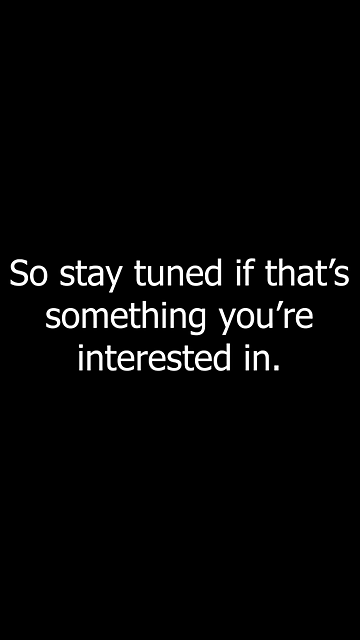 So stay tuned if that’s
something you’re
interested in.